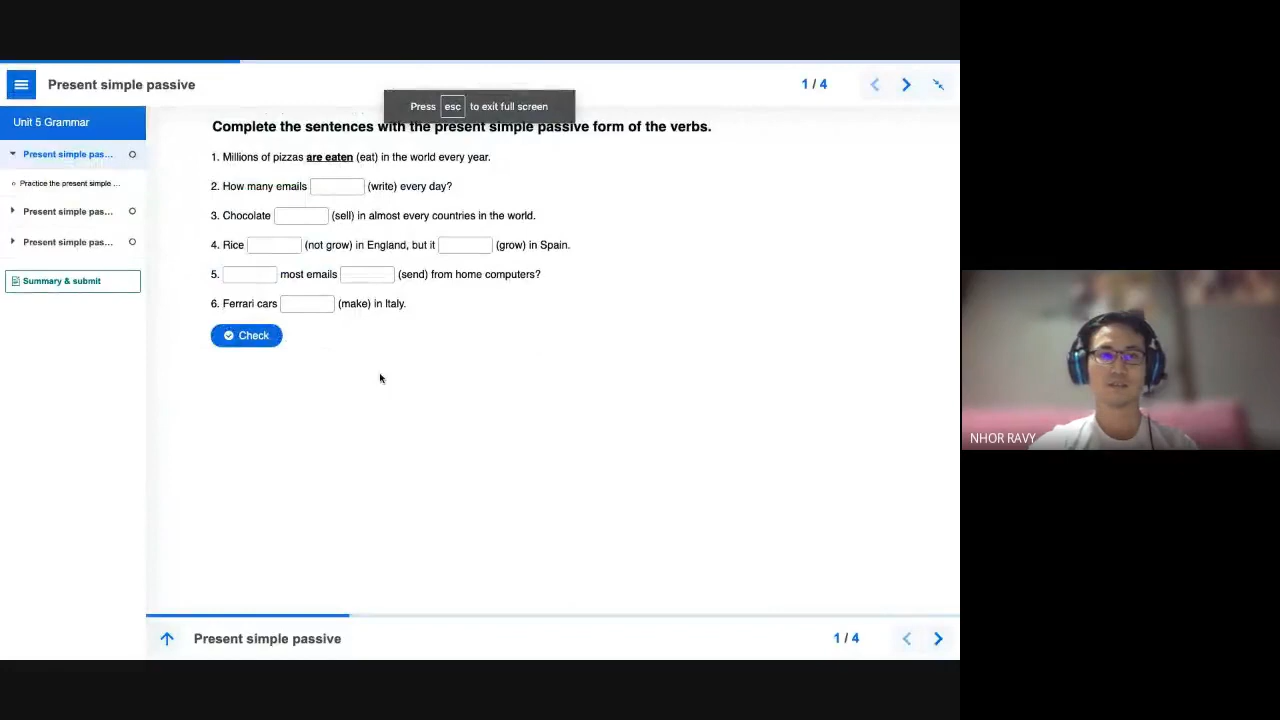 Present simple passive
1 / 4
Press esc to exit full screen
Unit 5 Grammar
Complete the sentences with the present simple passive form of the verbs.
Present simple pas...
1. Millions of pizzas are eaten (eat) in the world every year.
Practice the present simple ...
2. How many emails (write) every day?
Present simple pas...
3. Chocolate (sell) in almost every countries in the world.
Present simple pas...
4. Rice (not grow) in England, but it (grow) in Spain.
5. most emails (send) from home computers?
Summary & submit
6. Ferrari cars (make) in Italy.
Check
NHOR RAVY
Present simple passive
1 / 4